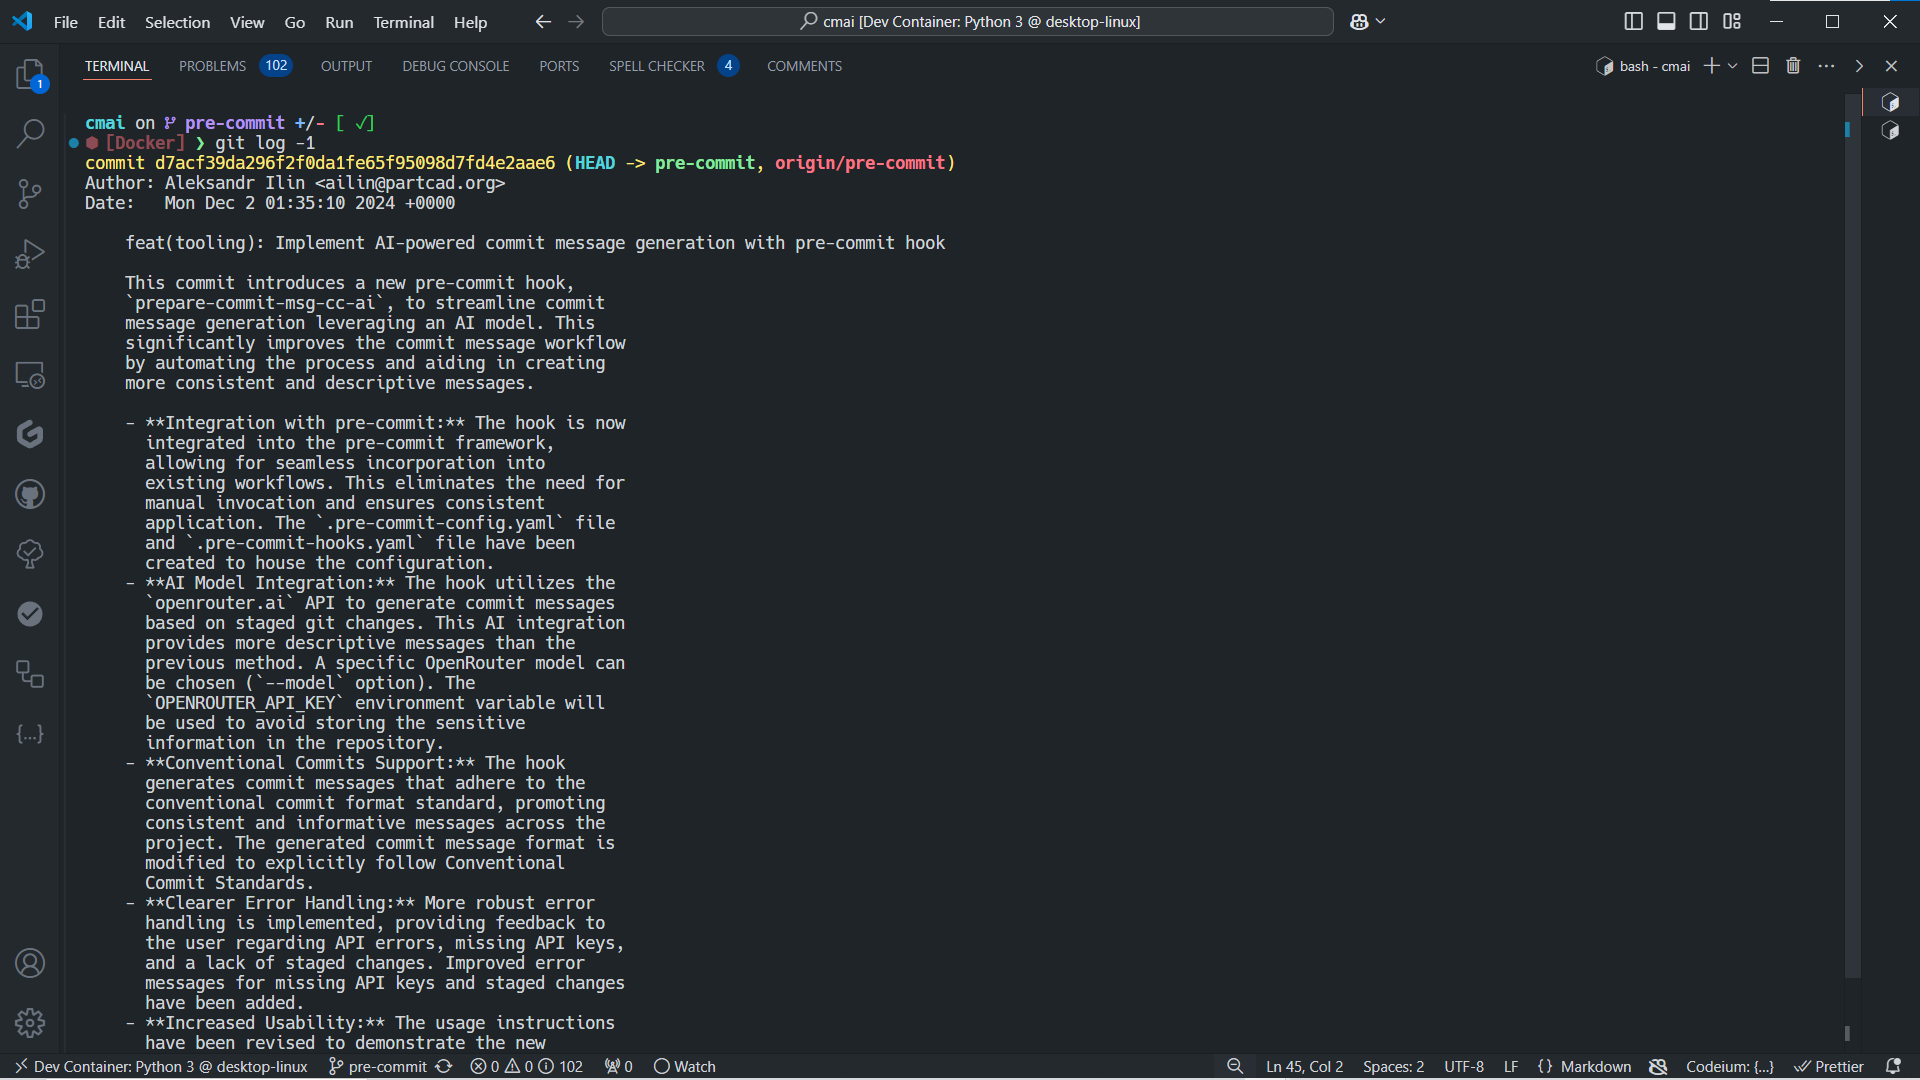 File Edit Selection View Go Run Terminal Help cmai [Dev Container: Python 3 @ desktop-linux]
TERMINAL PROBLEMS 102 OUTPUT DEBUG CONSOLE PORTS SPELL CHECKER 4 COMMENTS bash - cmai
1
cmai on pre-commit +/- [ ✓]
[Docker] ❯ git log -1
commit d7acf39da296f2f0da1fe65f95098d7fd4e2aae6 (HEAD -> pre-commit, origin/pre-commit)
Author: Aleksandr Ilin <ailin@partcad.org>
Date:   Mon Dec 2 01:35:10 2024 +0000
feat(tooling): Implement AI-powered commit message generation with pre-commit hook
This commit introduces a new pre-commit hook,
`prepare-commit-msg-cc-ai`, to streamline commit
message generation leveraging an AI model. This
significantly improves the commit message workflow
by automating the process and aiding in creating
more consistent and descriptive messages.
- **Integration with pre-commit:** The hook is now
integrated into the pre-commit framework,
allowing for seamless incorporation into
existing workflows. This eliminates the need for
manual invocation and ensures consistent
application. The `.pre-commit-config.yaml` file
and `.pre-commit-hooks.yaml` file have been
created to house the configuration.
- **AI Model Integration:** The hook utilizes the
`openrouter.ai` API to generate commit messages
based on staged git changes. This AI integration
provides more descriptive messages than the
previous method. A specific OpenRouter model can
be chosen (`--model` option). The
`OPENROUTER_API_KEY` environment variable will
be used to avoid storing the sensitive
information in the repository.
- **Conventional Commits Support:** The hook
generates commit messages that adhere to the
conventional commit format standard, promoting
consistent and informative messages across the
project. The generated commit message format is
modified to explicitly follow Conventional
Commit Standards.
- **Clearer Error Handling:** More robust error
handling is implemented, providing feedback to
the user regarding API errors, missing API keys,
and a lack of staged changes. Improved error
messages for missing API keys and staged changes
have been added.
- **Increased Usability:** The usage instructions
have been revised to demonstrate the new
Dev Container: Python 3 @ desktop-linux pre-commit 0 0 102 0 Watch Ln 45, Col 2 Spaces: 2 UTF-8 LF {} Markdown Codeium: {...} Prettier